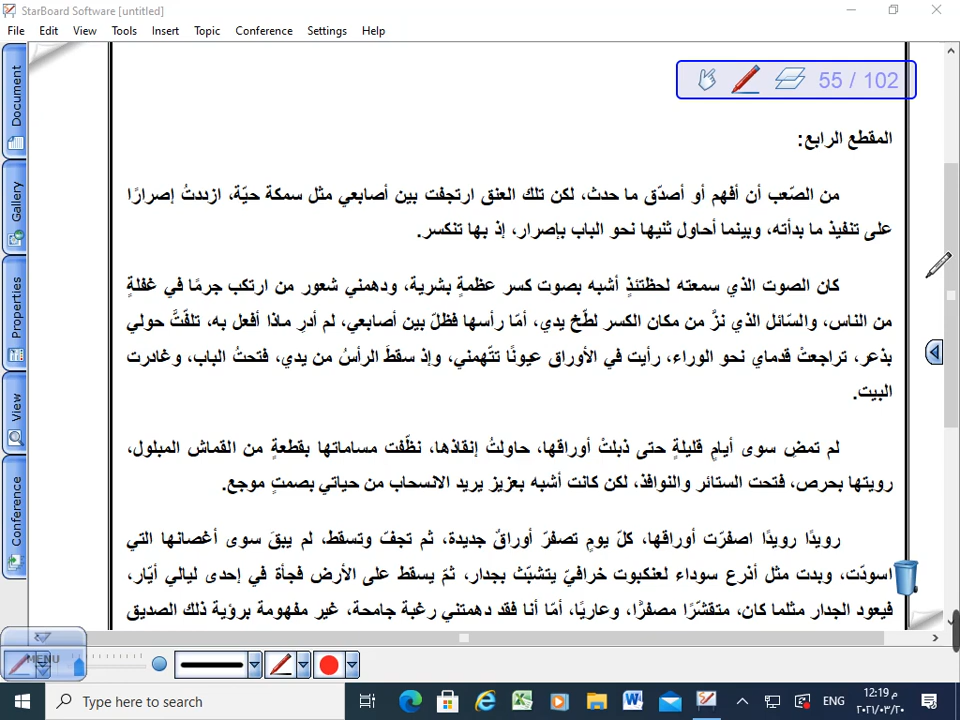 StarBoard Software [untitled]
File Edit View Tools Insert Topic Conference Settings Help
Document
Gallery
Properties
View
Conference
55 / 102
المقطع الرابع:
من الصّعب أن أفهم أو أصدّق ما حدث، لكن تلك العنق ارتجفت بين أصابعي مثل سمكة حيّة، ازددتُ إصرارًا
على تنفيذ ما بدأته، وبينما أحاول ثنيها نحو الباب بإصرار، إذ بها تنكسر.
كان الصوت الذي سمعته لحظتئذٍ أشبه بصوت كسر عظمةٍ بشرية، ودهمني شعور من ارتكب جرمًا في غفلةٍ
من الناس، والسّائل الذي نزَّ من مكان الكسر لطّخ يدي، أمّا رأسها فظلّ بين أصابعي، لم أدرِ ماذا أفعل به، تلفّتَّ حولي
بذعر، تراجعتْ قدماي نحو الوراء، رأيت في الأوراق عيونًا تتّهمني، وإذ سقطَ الرأسُ من يدي، فتحتُ الباب، وغادرت
البيت.
لم تمضِ سوى أيامٍ قليلةٍ حتى ذبلتْ أوراقها، حاولتُ إنقاذها، نظّفت مساماتها بقطعةٍ من القماش المبلول،
رويتها بحرص، فتحت الستائر والنوافذ، لكن كانت أشبه بعزيز يريد الانسحاب من حياتي بصمتٍ موجع.
رويدًا رويدًا اصفرّت أوراقها، كلّ يومٍ تصفرّ أوراقٌ جديدة، ثم تجفّ وتسقط، لم يبقَ سوى أغصانها التي
اسودّت، وبدت مثل أذرع سوداء لعنكبوت خرافيّ يتشبّث بجدار، ثمّ يسقط على الأرض فجأة في إحدى ليالي أيّار،
فيعود الجدار مثلما كان، متقشّرًا مصفرًّا، وعاريًا، أمّا أنا فقد دهمتني رغبة جامحة، غير مفهومة برؤية ذلك الصديق
MENU
Type here to search
ENG
١٢:١٩ م
٢٠٢١/٠٣/٢٠